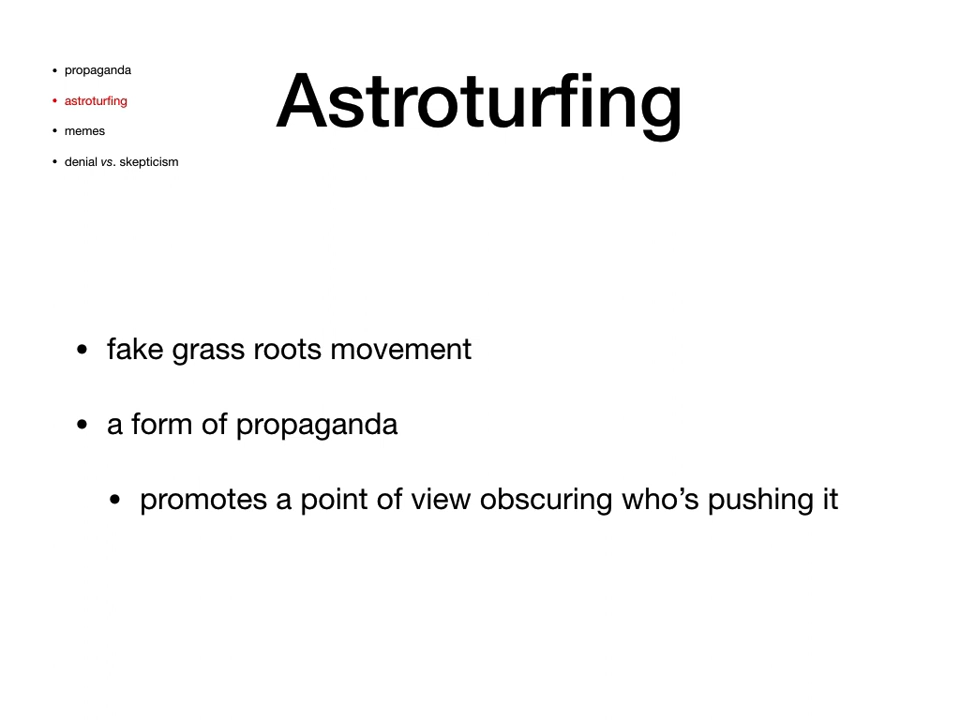 • propaganda
• astroturfing
• memes
• denial vs. skepticism
Astroturfing
• fake grass roots movement
• a form of propaganda
• promotes a point of view obscuring who’s pushing it